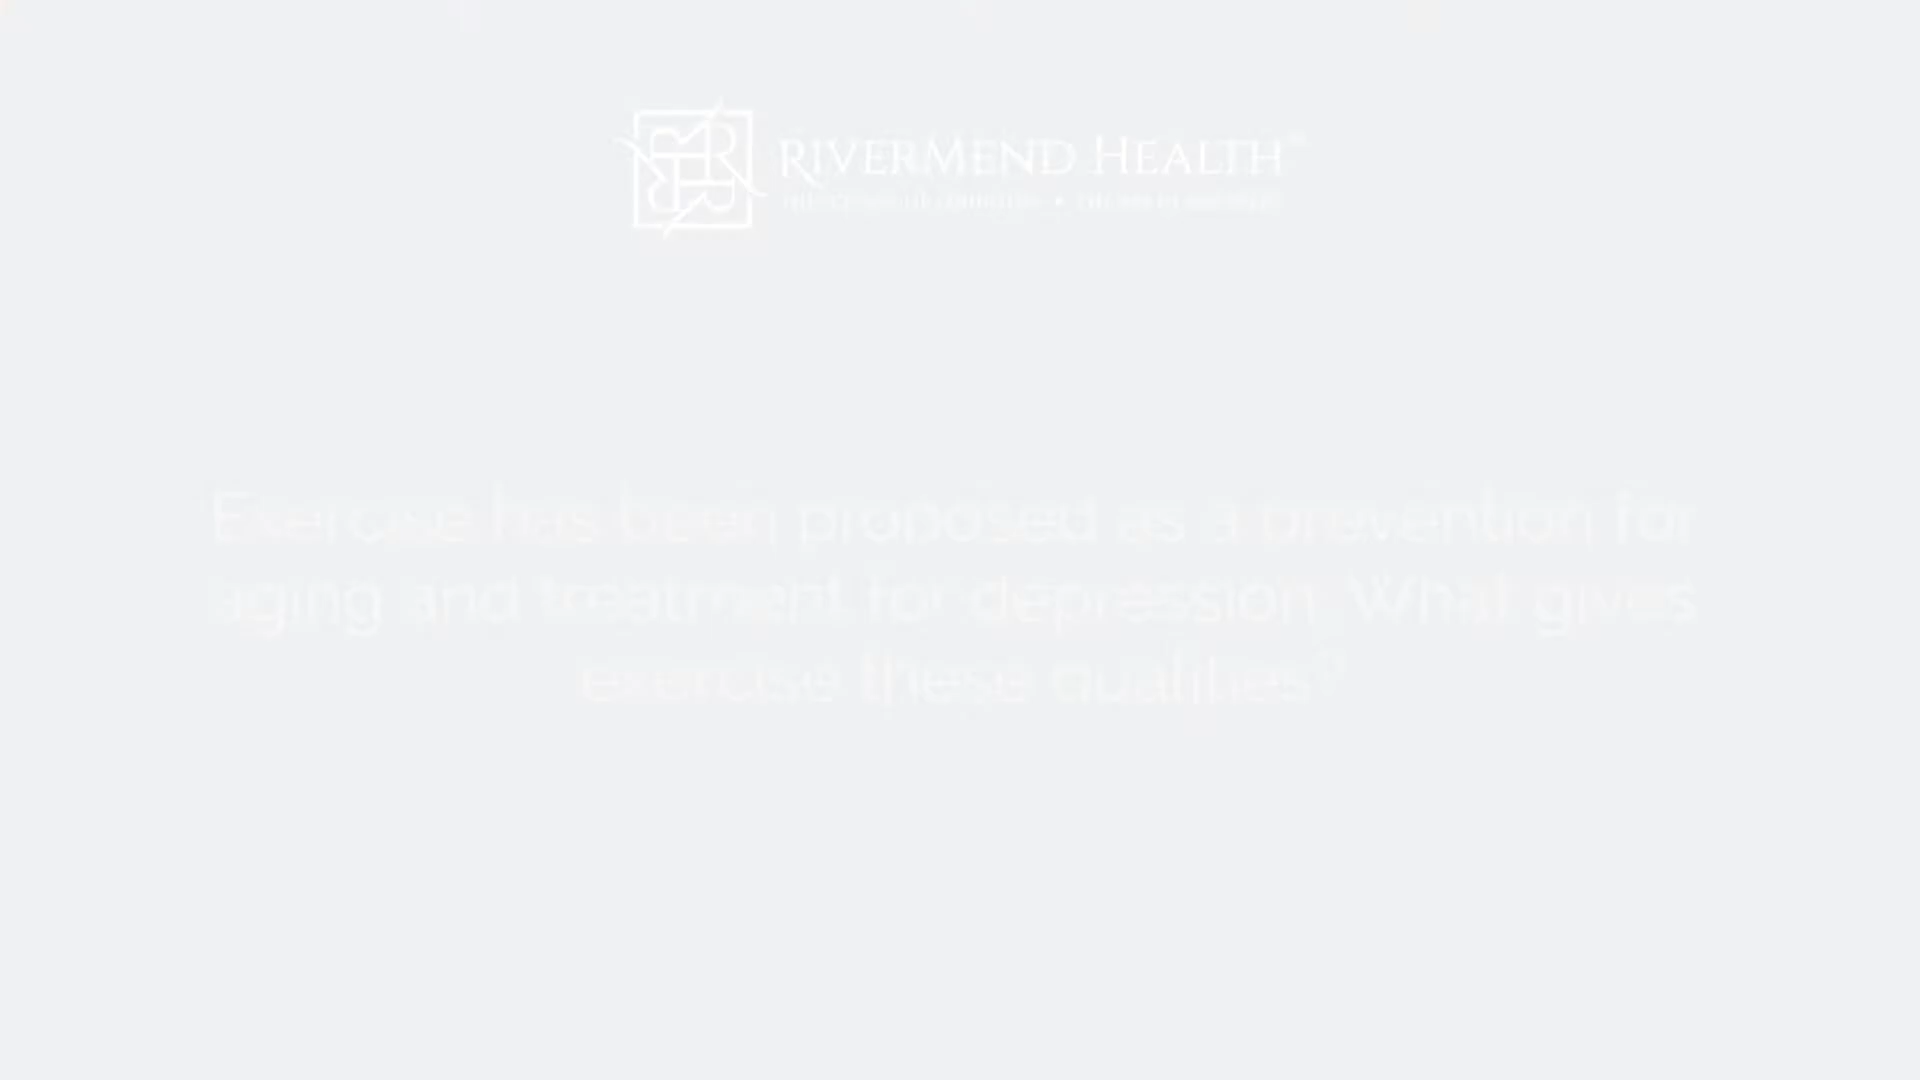 RIVERMEND HEALTH
Exercise has been proposed as a prevention for
aging and treatment for depression. What gives
exercise these qualities?